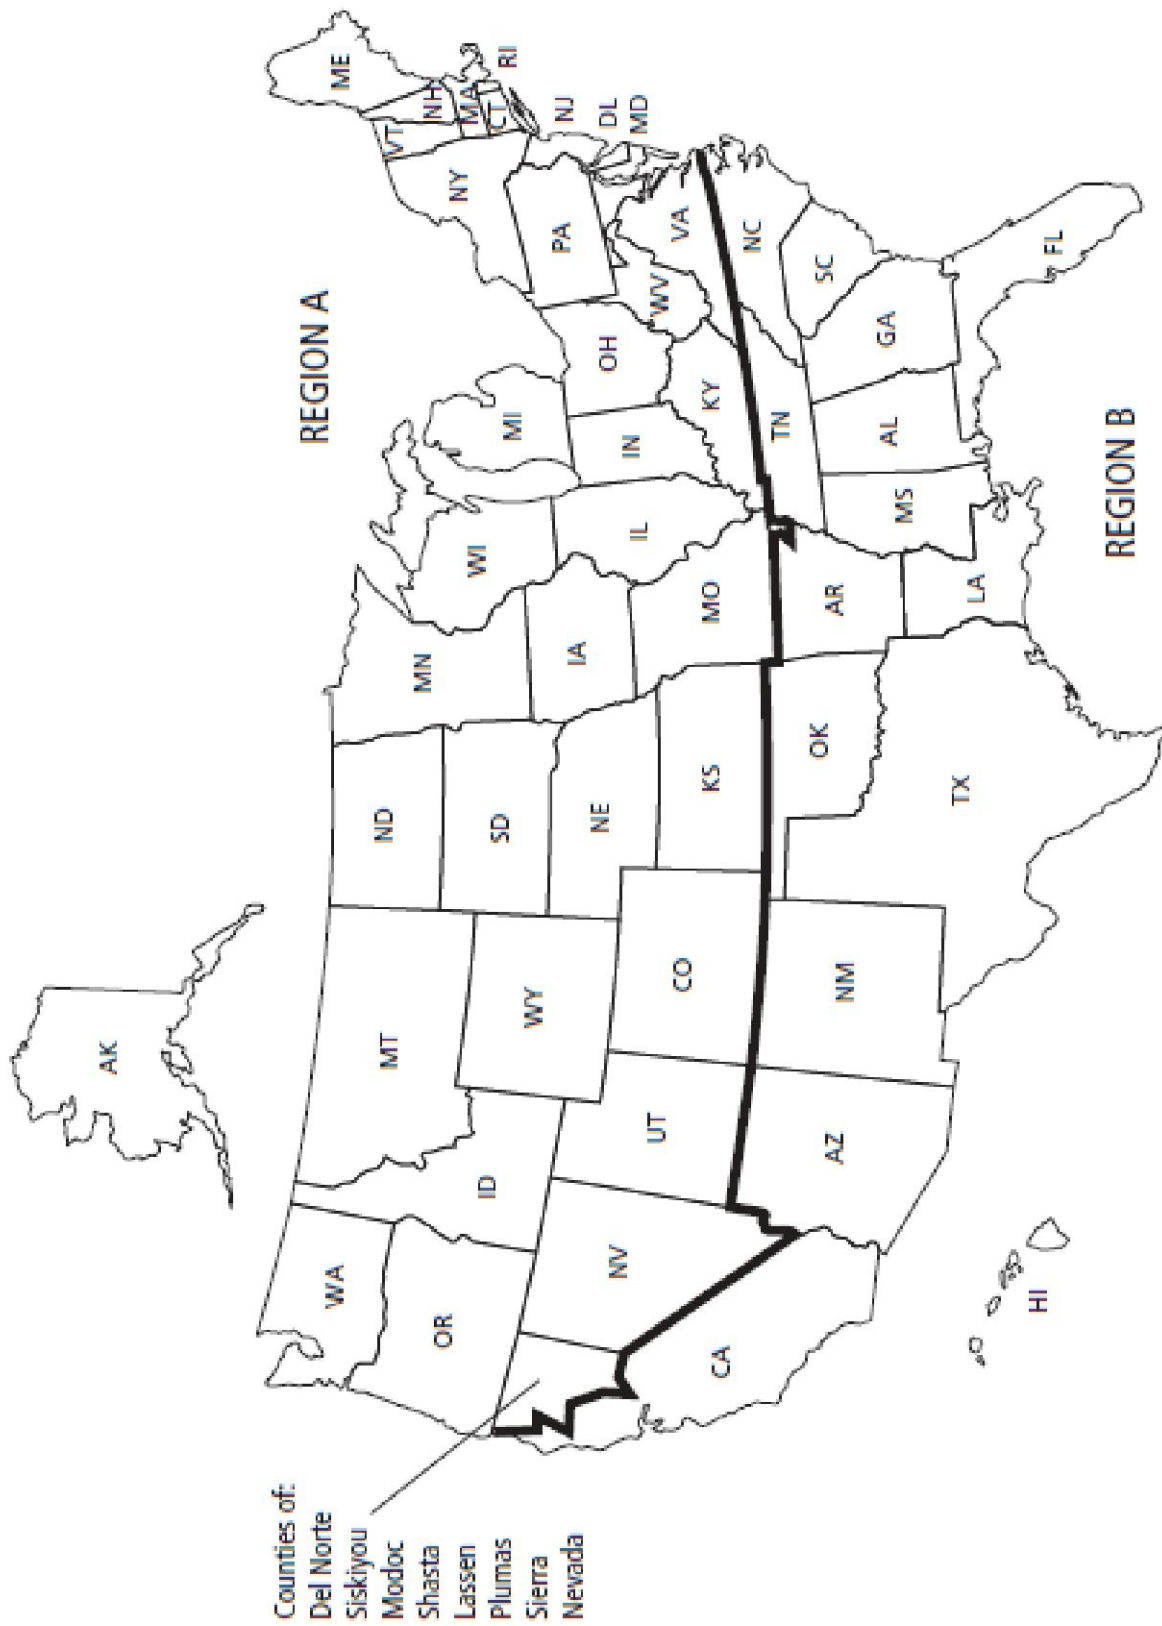 REGION A
AK
WA
MT
ND
MN
ME
VT
NH
OR
ID
WY
SD
WI
MI
NY
MA
CT
RI
Counties of:
Del Norte
Siskiyou
Modoc
Shasta
Lassen
Plumas
Sierra
Nevada
NV
UT
CO
NE
IA
IL
IN
OH
PA
NJ
DL
MD
KS
MO
KY
WV
VA
CA
AZ
NM
OK
AR
TN
NC
SC
TX
LA
MS
AL
GA
FL
HI
REGION B